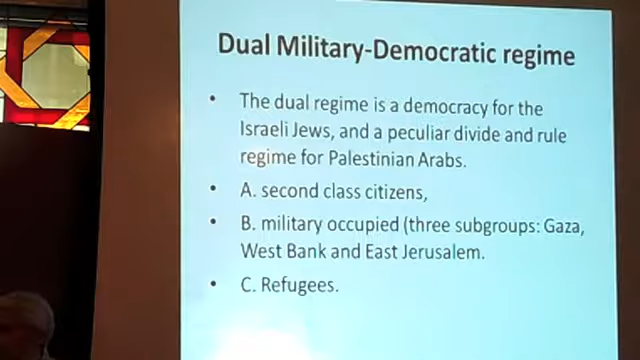 Dual Military-Democratic regime
• The dual regime is a democracy for the
Israeli Jews, and a peculiar divide and rule
regime for Palestinian Arabs.
• A. second class citizens,
• B. military occupied (three subgroups: Gaza,
West Bank and East Jerusalem.
• C. Refugees.